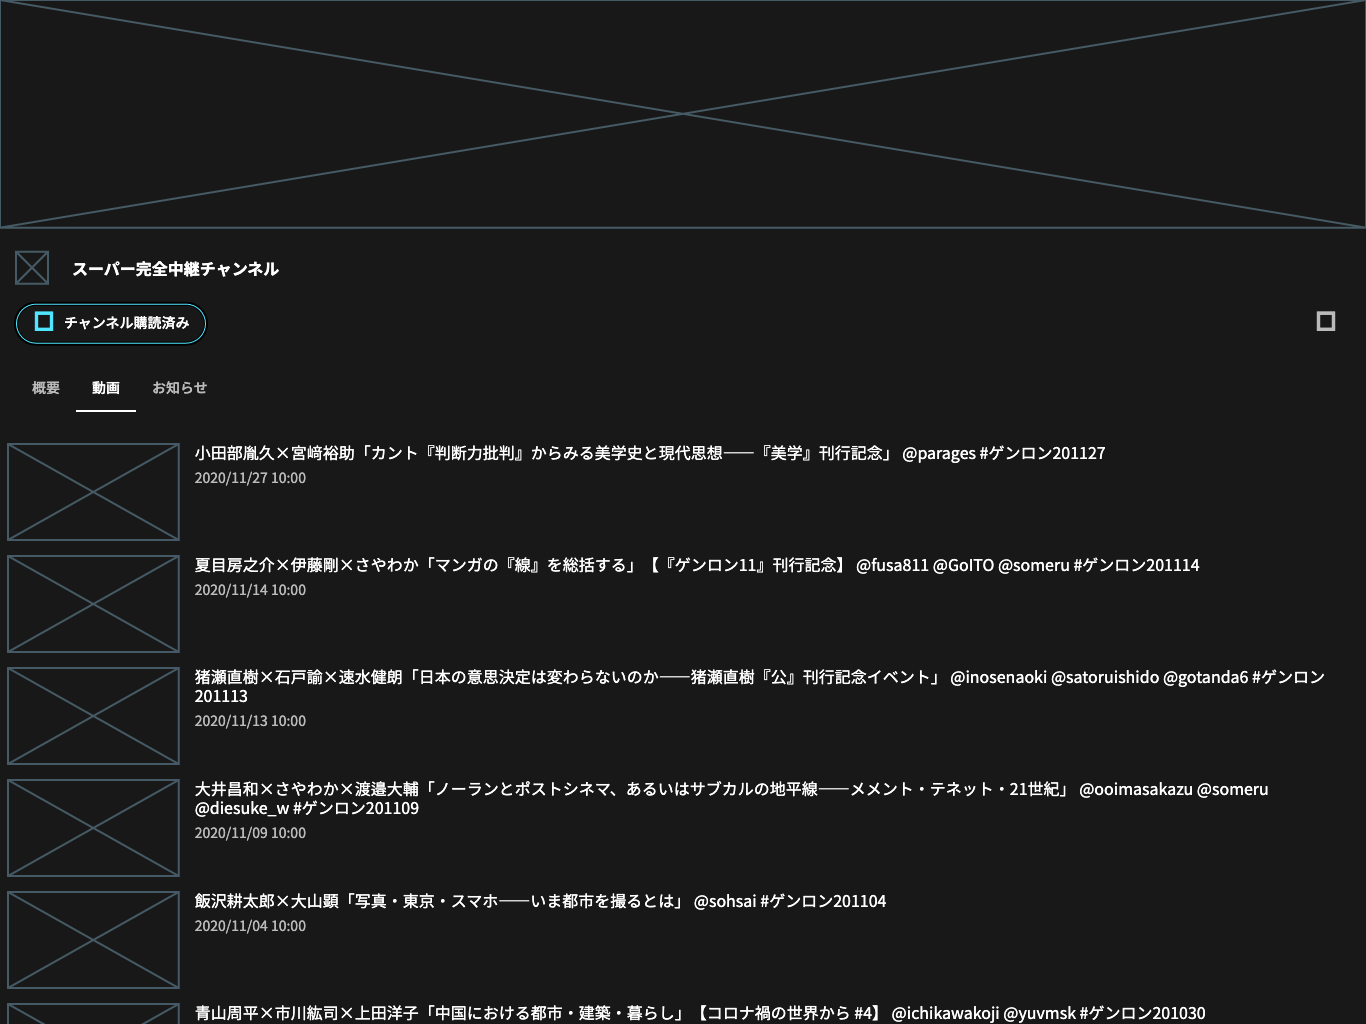 スーパー完全中継チャンネル
チャンネル購読済み
概要
動画
お知らせ
小田部胤久×宮﨑裕助「カント『判断力批判』からみる美学史と現代思想――『美学』刊行記念」 @parages #ゲンロン201127
2020/11/27 10:00
夏目房之介×伊藤剛×さやわか「マンガの『線』を総括する」【『ゲンロン11』刊行記念】 @fusa811 @GoITO @someru #ゲンロン201114
2020/11/14 10:00
猪瀬直樹×石戸諭×速水健朗「日本の意思決定は変わらないのか――猪瀬直樹『公』刊行記念イベント」 @inosenaoki @satoruishido @gotanda6 #ゲンロン
201113
2020/11/13 10:00
大井昌和×さやわか×渡邉大輔「ノーランとポストシネマ、あるいはサブカルの地平線――メメント・テネット・21世紀」 @ooimasakazu @someru
@diesuke_w #ゲンロン201109
2020/11/09 10:00
飯沢耕太郎×大山顕「写真・東京・スマホ――いま都市を撮るとは」 @sohsai #ゲンロン201104
2020/11/04 10:00
青山周平×市川紘司×上田洋子「中国における都市・建築・暮らし」【コロナ禍の世界から #4】 @ichikawakoji @yuvmsk #ゲンロン201030